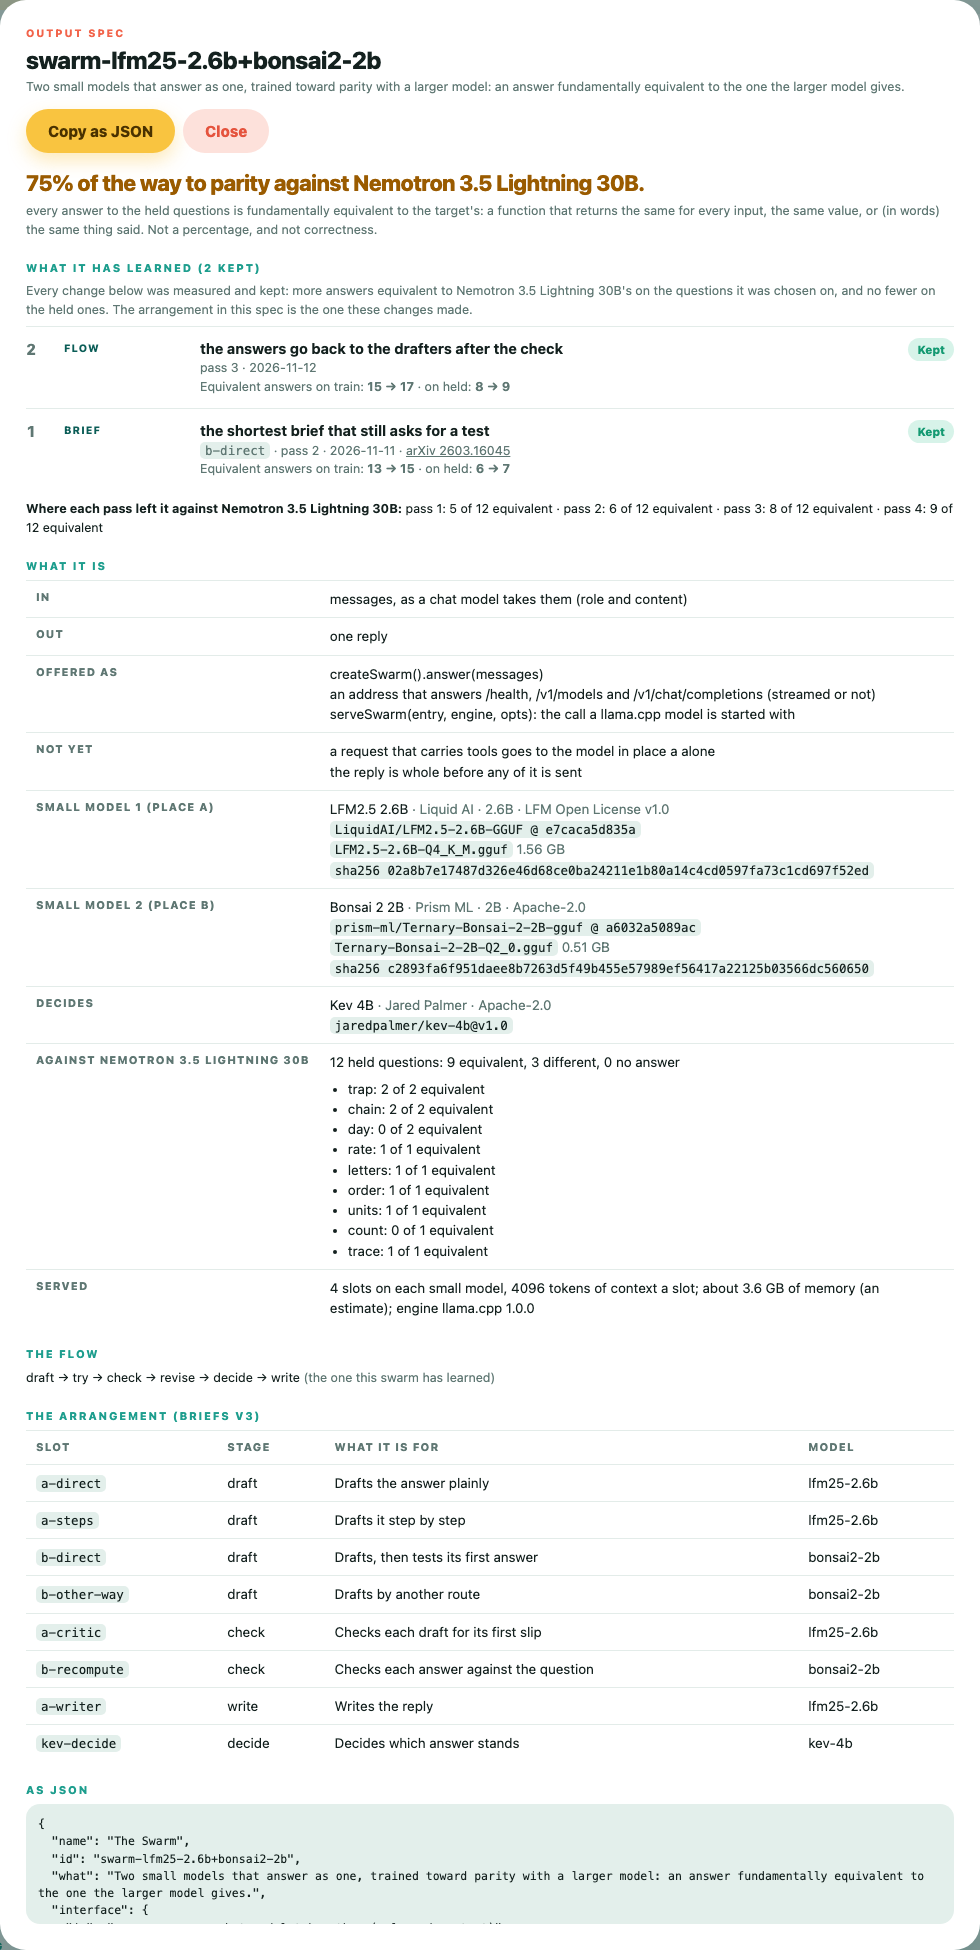 OUTPUT SPEC
swarm-lfm25-2.6b+bonsai2-2b
Two small models that answer as one, trained toward parity with a larger model: an answer fundamentally equivalent to the one the larger model gives.
Copy as JSON Close
75% of the way to parity against Nemotron 3.5 Lightning 30B.
every answer to the held questions is fundamentally equivalent to the target's: a function that returns the same for every input, the same value, or (in words)
the same thing said. Not a percentage, and not correctness.
WHAT IT HAS LEARNED (2 KEPT)
Every change below was measured and kept: more answers equivalent to Nemotron 3.5 Lightning 30B's on the questions it was chosen on, and no fewer on
the held ones. The arrangement in this spec is the one these changes made.
2 FLOW the answers go back to the drafters after the check Kept
pass 3 · 2026-11-12
Equivalent answers on train: 15 → 17 · on held: 8 → 9
1 BRIEF the shortest brief that still asks for a test Kept
b-direct · pass 2 · 2026-11-11 · arXiv 2603.16045
Equivalent answers on train: 13 → 15 · on held: 6 → 7
Where each pass left it against Nemotron 3.5 Lightning 30B: pass 1: 5 of 12 equivalent · pass 2: 6 of 12 equivalent · pass 3: 8 of 12 equivalent · pass 4: 9 of
12 equivalent
WHAT IT IS
IN messages, as a chat model takes them (role and content)
OUT one reply
OFFERED AS createSwarm().answer(messages)
an address that answers /health, /v1/models and /v1/chat/completions (streamed or not)
serveSwarm(entry, engine, opts): the call a llama.cpp model is started with
NOT YET a request that carries tools goes to the model in place a alone
the reply is whole before any of it is sent
SMALL MODEL 1 (PLACE A) LFM2.5 2.6B · Liquid AI · 2.6B · LFM Open License v1.0
LiquidAI/LFM2.5-2.6B-GGUF @ e7caca5d835a
LFM2.5-2.6B-Q4_K_M.gguf 1.56 GB
sha256 02a8b7e17487d326e46d68ce0ba24211e1b80a14c4cd0597fa73c1cd697f52ed
SMALL MODEL 2 (PLACE B) Bonsai 2 2B · Prism ML · 2B · Apache-2.0
prism-ml/Ternary-Bonsai-2-2B-gguf @ a6032a5089ac
Ternary-Bonsai-2-2B-Q2_0.gguf 0.51 GB
sha256 c2893fa6f951daee8b7263d5f49b455e57989ef56417a22125b03566dc560650
DECIDES Kev 4B · Jared Palmer · Apache-2.0
jaredpalmer/kev-4b@v1.0
AGAINST NEMOTRON 3.5 LIGHTNING 30B 12 held questions: 9 equivalent, 3 different, 0 no answer
• trap: 2 of 2 equivalent
• chain: 2 of 2 equivalent
• day: 0 of 2 equivalent
• rate: 1 of 1 equivalent
• letters: 1 of 1 equivalent
• order: 1 of 1 equivalent
• units: 1 of 1 equivalent
• count: 0 of 1 equivalent
• trace: 1 of 1 equivalent
SERVED 4 slots on each small model, 4096 tokens of context a slot; about 3.6 GB of memory (an
estimate); engine llama.cpp 1.0.0
THE FLOW
draft → try → check → revise → decide → write (the one this swarm has learned)
THE ARRANGEMENT (BRIEFS V3)
SLOT STAGE WHAT IT IS FOR MODEL
a-direct draft Drafts the answer plainly lfm25-2.6b
a-steps draft Drafts it step by step lfm25-2.6b
b-direct draft Drafts, then tests its first answer bonsai2-2b
b-other-way draft Drafts by another route bonsai2-2b
a-critic check Checks each draft for its first slip lfm25-2.6b
b-recompute check Checks each answer against the question bonsai2-2b
a-writer write Writes the reply lfm25-2.6b
kev-decide decide Decides which answer stands kev-4b
AS JSON
{
"name": "The Swarm",
"id": "swarm-lfm25-2.6b+bonsai2-2b",
"what": "Two small models that answer as one, trained toward parity with a larger model: an answer fundamentally equivalent to
the one the larger model gives.",
"interface": {